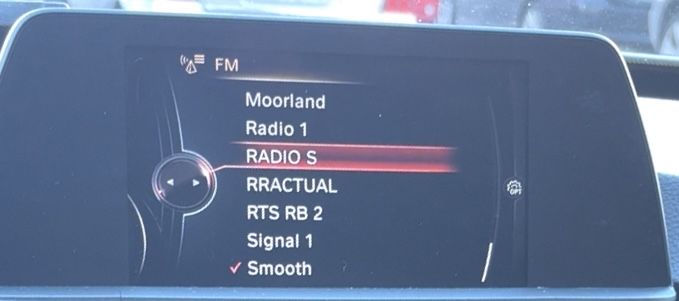 FM
Moorland
Radio 1
RADIO S
RRACTUAL
RTS RB 2
OPT
Signal 1
Smooth